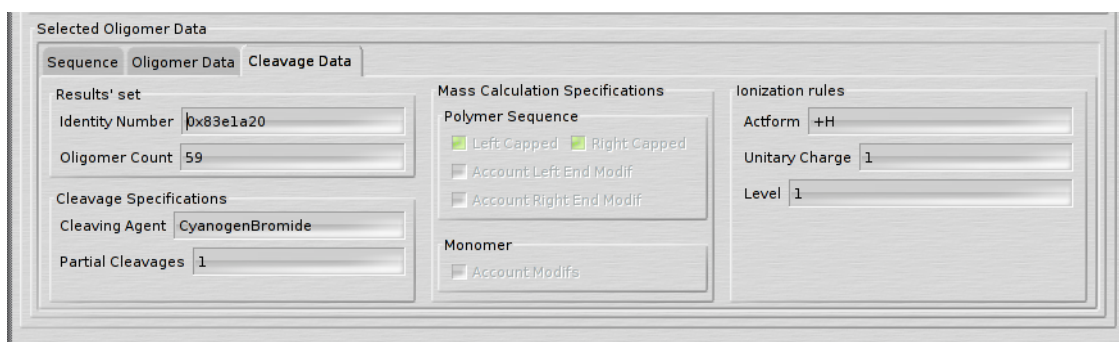 Selected Oligomer Data
Sequence Oligomer Data Cleavage Data
Results' set
Identity Number 0x83e1a20
Oligomer Count 59
Cleavage Specifications
Cleaving Agent CyanogenBromide
Partial Cleavages 1
Mass Calculation Specifications
Polymer Sequence
Left Capped Right Capped
Account Left End Modif
Account Right End Modif
Monomer
Account Modifs
Ionization rules
Actform +H
Unitary Charge 1
Level 1